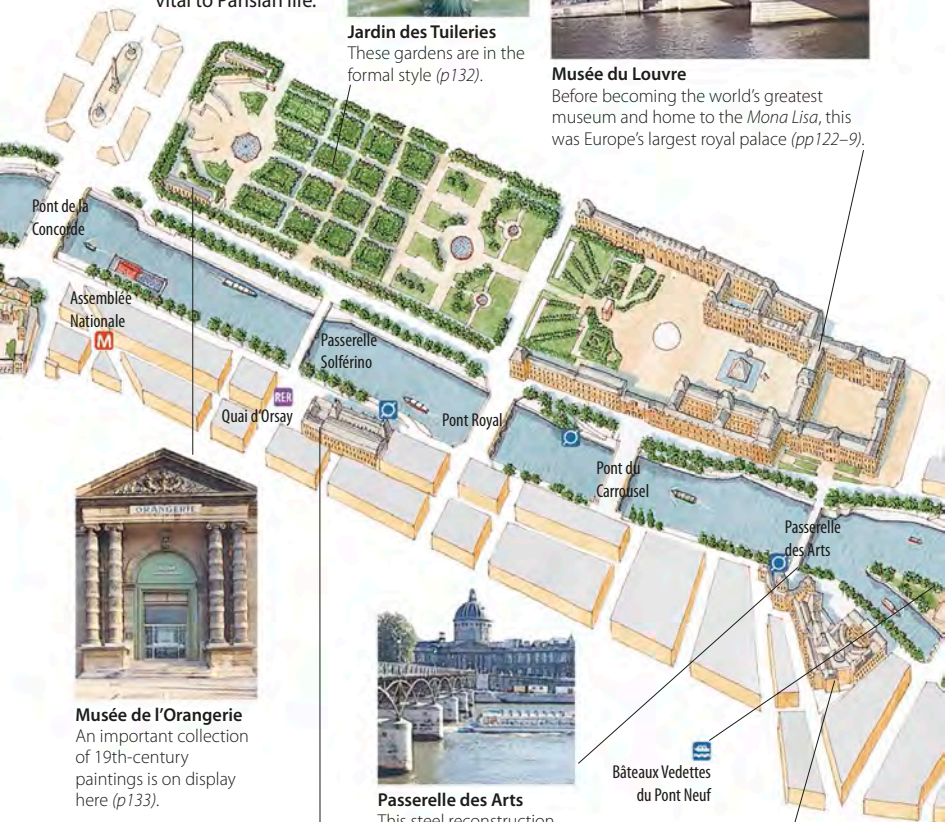 vital to Parisian life.
Jardin des Tuileries
These gardens are in the
formal style (p132).
Musée du Louvre
Before becoming the world's greatest
museum and home to the Mona Lisa, this
was Europe's largest royal palace (pp122–9).
Pont de la
Concorde
Assemblée
Nationale
M
Passerelle
Solférino
RER
Quai d'Orsay
Pont Royal
Pont du
Carrousel
Passerelle
des Arts
ORANGERIE
Musée de l'Orangerie
An important collection
of 19th-century
paintings is on display
here (p133).
Bâteaux Vedettes
du Pont Neuf
Passerelle des Arts
This steel reconstruction